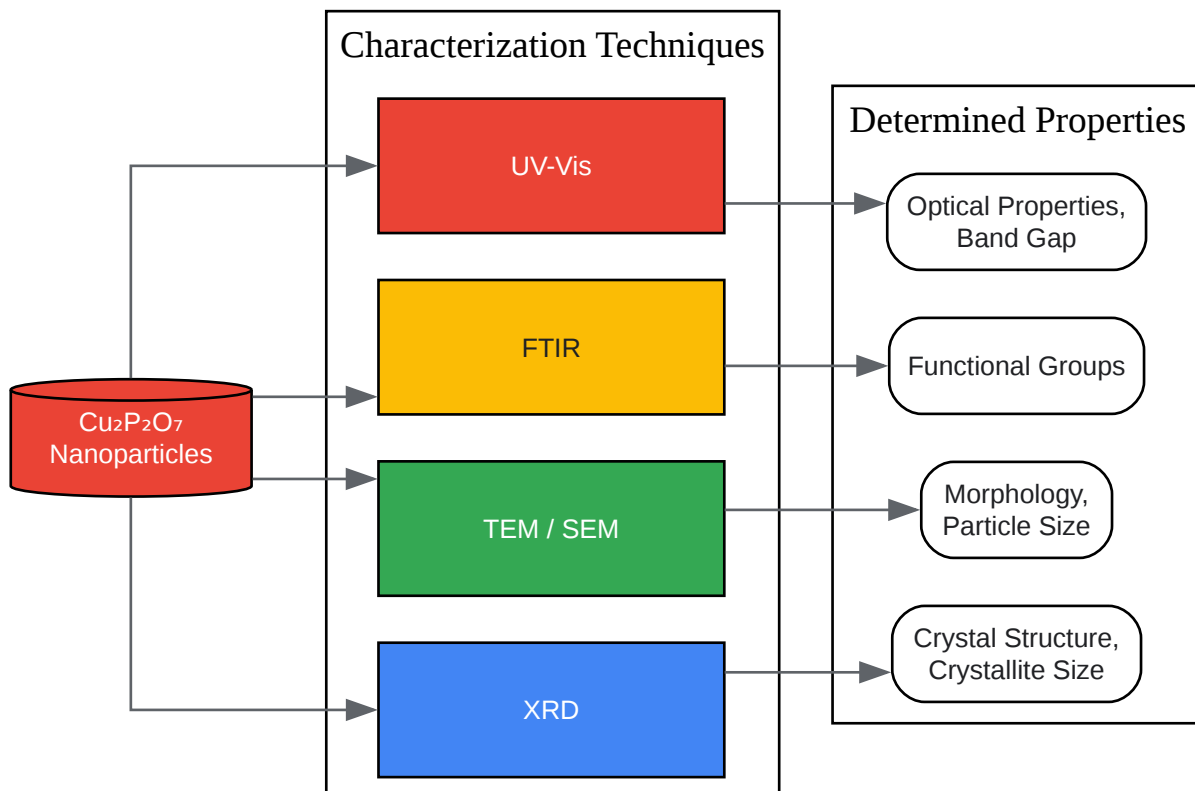 Characterization Techniques
Determined Properties
UV-Vis
Optical Properties,
Band Gap
FTIR
Functional Groups
Cu₂P₂O₇
Nanoparticles
TEM / SEM
Morphology,
Particle Size
XRD
Crystal Structure,
Crystallite Size